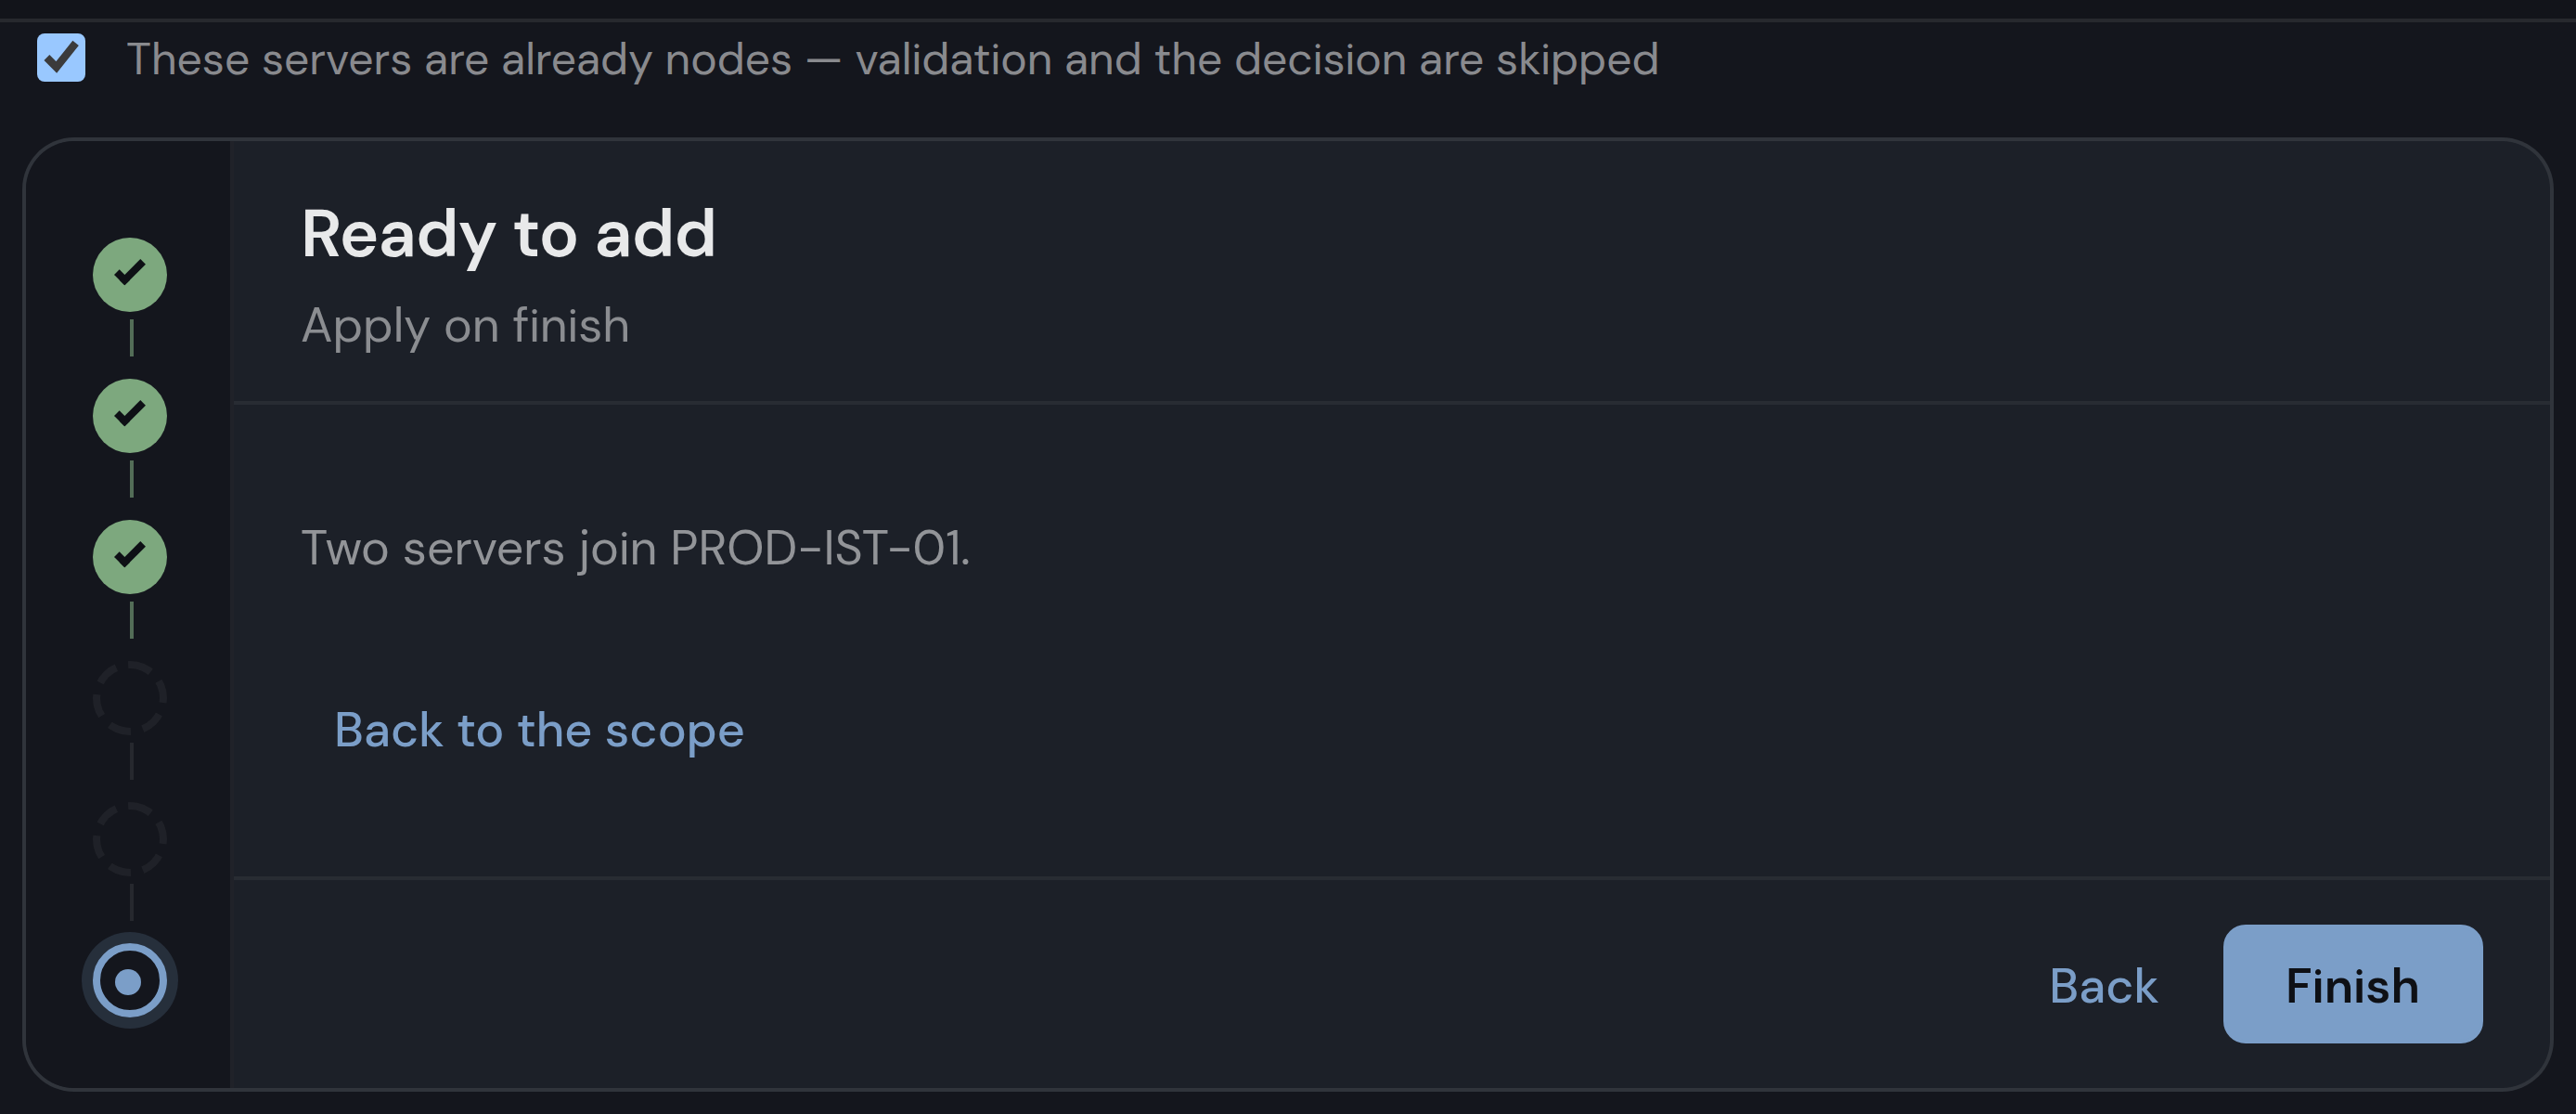 These servers are already nodes — validation and the decision are skipped
Ready to add
Apply on finish
Two servers join PROD-IST-01.
Back to the scope
Back
Finish